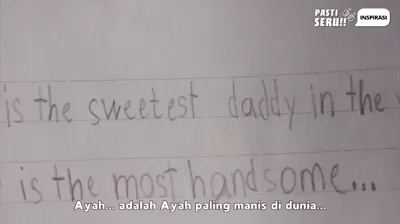 PASTI
SERU!! INSPIRASI
is the sweetest daddy in the
is the most handsome...
Ayah... adalah Ayah paling manis di dunia...